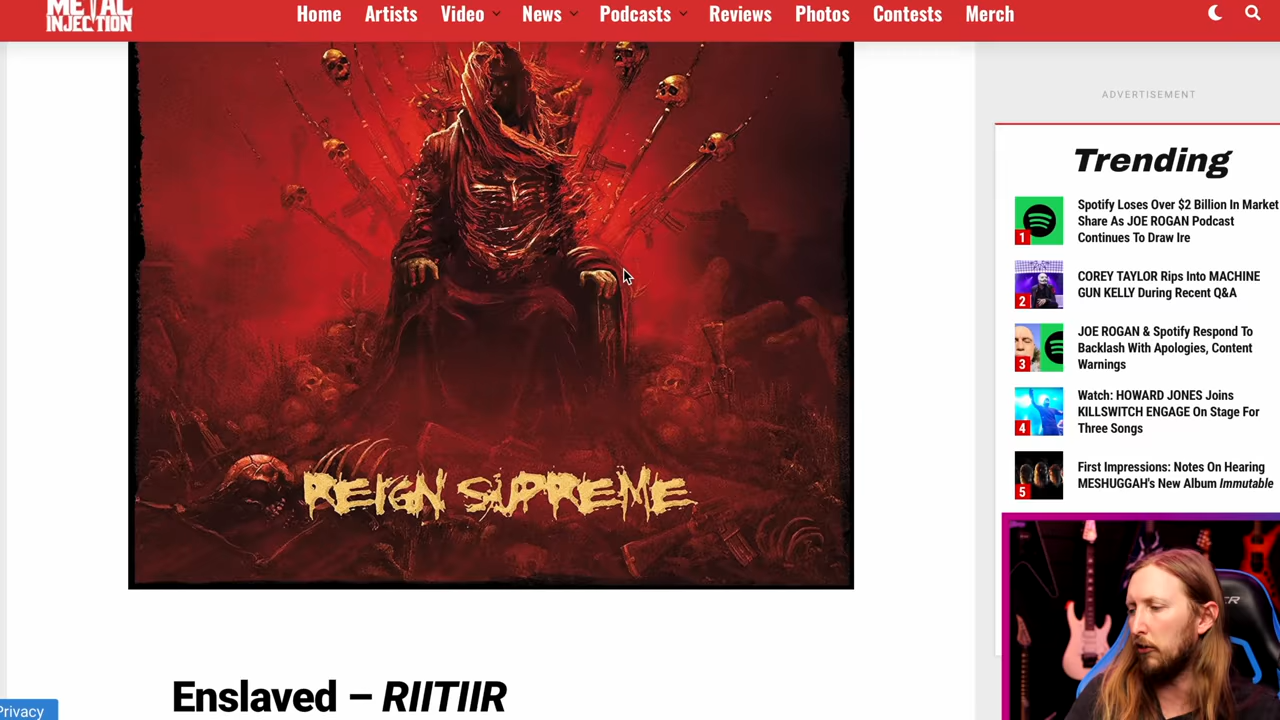 METAL
INJECTION
Home Artists Video News Podcasts Reviews Photos Contests Merch
REIGN SUPREME
Enslaved – RIITIIR
Privacy
ADVERTISEMENT
Trending
1
Spotify Loses Over $2 Billion In Market
Share As JOE ROGAN Podcast
Continues To Draw Ire
2
COREY TAYLOR Rips Into MACHINE
GUN KELLY During Recent Q&A
3
JOE ROGAN & Spotify Respond To
Backlash With Apologies, Content
Warnings
4
Watch: HOWARD JONES Joins
KILLSWITCH ENGAGE On Stage For
Three Songs
5
First Impressions: Notes On Hearing
MESHUGGAH's New Album Immutable